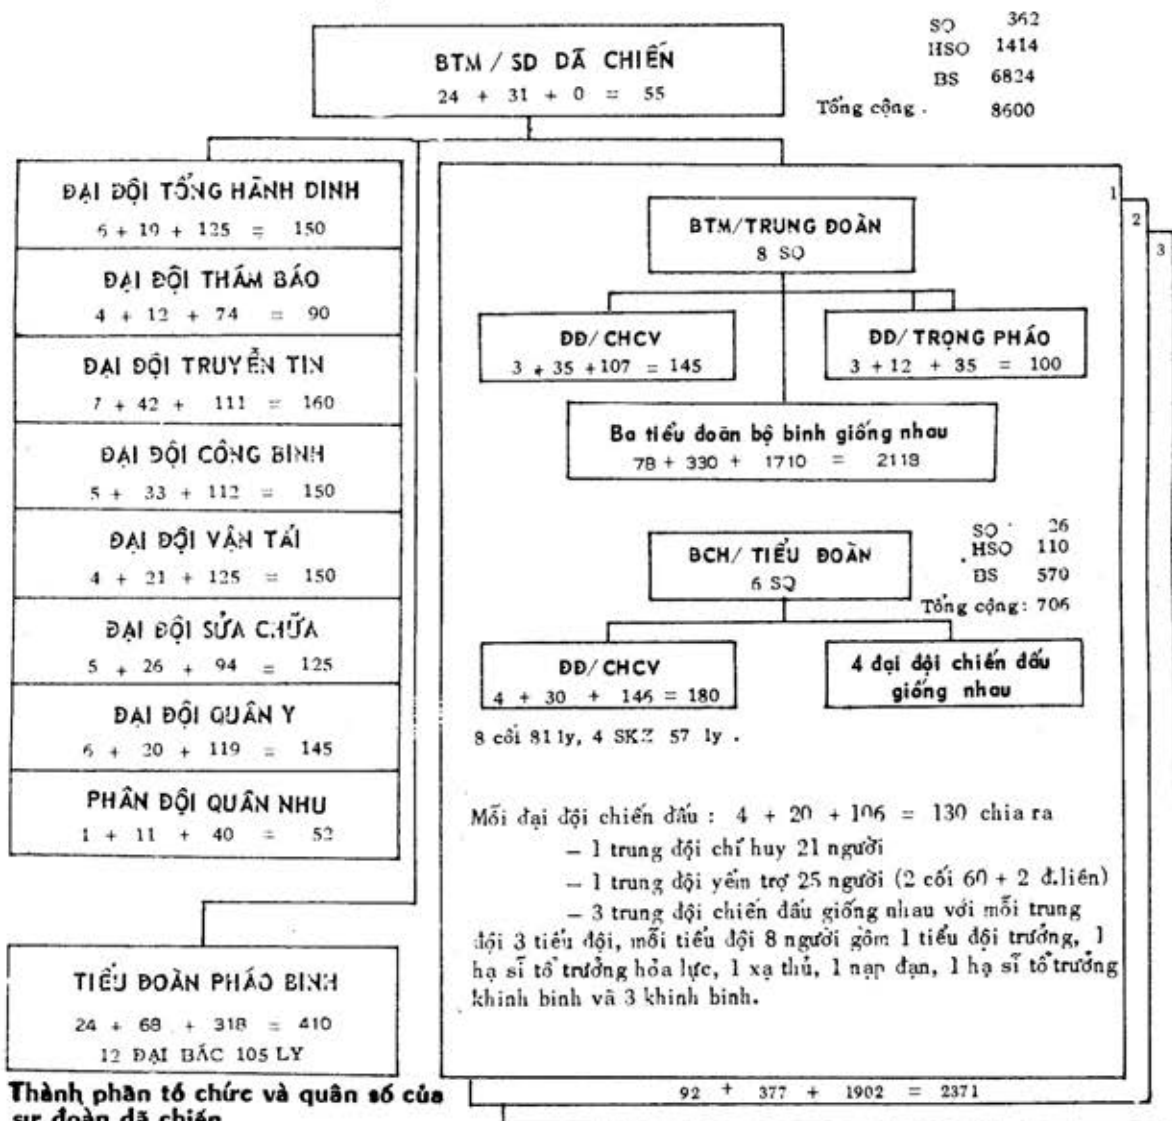 SQ 362
HSQ 1414
BS 6824
Tổng cộng . 8600
BTM / SD DÃ CHIẾN
24 + 31 + 0 = 55
ĐẠI ĐỘI TỔNG HÀNH DINH
6 + 19 + 125 = 150
ĐẠI ĐỘI THÁM BÁO
4 + 12 + 74 = 90
ĐẠI ĐỘI TRUYỀN TIN
7 + 42 + 111 = 160
ĐẠI ĐỘI CÔNG BINH
5 + 33 + 112 = 150
ĐẠI ĐỘI VẬN TẢI
4 + 21 + 125 = 150
ĐẠI ĐỘI SỬA CHỮA
5 + 26 + 94 = 125
ĐẠI ĐỘI QUÂN Y
6 + 20 + 119 = 145
PHÂN ĐỘI QUÂN NHU
1 + 11 + 40 = 52
TIỂU ĐOÀN PHÁO BINH
24 + 68 + 318 = 410
12 ĐẠI BÁC 105 LY
Thành phần tổ chức và quân số của
sư đoàn dã chiến
1
2
3
BTM/TRUNG ĐOÀN
8 SQ
ĐĐ/CHCV
3 + 35 + 107 = 145
ĐĐ/TRỌNG PHÁO
3 + 12 + 35 = 100
Ba tiểu đoàn bộ binh giống nhau
78 + 330 + 1710 = 2118
BCH/ TIỂU ĐOÀN
6 SQ
SQ 26
HSQ 110
BS 570
Tổng cộng: 706
ĐĐ/CHCV
4 + 30 + 146 = 180
4 đại đội chiến đấu
giống nhau
8 cối 81 ly, 4 SKZ 57 ly .
Mỗi đại đội chiến đấu : 4 + 20 + 106 = 130 chia ra
– 1 trung đội chỉ huy 21 người
– 1 trung đội yểm trợ 25 người (2 cối 60 + 2 đ.liên)
– 3 trung đội chiến đấu giống nhau với mỗi trung
đội 3 tiểu đội, mỗi tiểu đội 8 người gồm 1 tiểu đội trưởng, 1
hạ sĩ tổ trưởng hỏa lực, 1 xạ thủ, 1 nạp đạn, 1 hạ sĩ tổ trưởng
khinh binh và 3 khinh binh.
92 + 377 + 1902 = 2371